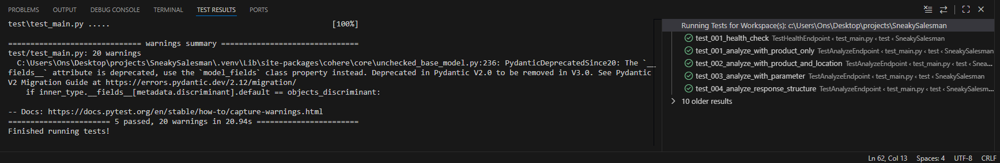 PROBLEMS OUTPUT DEBUG CONSOLE TERMINAL TEST RESULTS PORTS
test\test_main.py ..... [100%]
============================== warnings summary ===============================
test/test_main.py: 20 warnings
  C:\Users\Ons\Desktop\projects\SneakySalesman\.venv\Lib\site-packages\cohere\core\unchecked_base_model.py:236: PydanticDeprecatedSince20: The `__
fields__` attribute is deprecated, use the `model_fields` class property instead. Deprecated in Pydantic V2.0 to be removed in V3.0. See Pydantic
V2 Migration Guide at https://errors.pydantic.dev/2.12/migration/
    if inner_type.__fields__[metadata.discriminant].default == objects_discriminant:
-- Docs: https://docs.pytest.org/en/stable/how-to/capture-warnings.html
======================= 5 passed, 20 warnings in 20.94s =======================
Finished running tests!
Running Tests for Workspace(s): c:\Users\Ons\Desktop\projects\SneakySalesman
test_001_health_check TestHealthEndpoint ‹ test_main.py ‹ test ‹ SneakySalesman
test_001_analyze_with_product_only TestAnalyzeEndpoint ‹ test_main.py ‹ test ‹ SneakySalesman
test_002_analyze_with_product_and_location TestAnalyzeEndpoint ‹ test_main.py ‹ test ‹ Snea...
test_003_analyze_with_parameter TestAnalyzeEndpoint ‹ test_main.py ‹ test ‹ SneakySalesman
test_004_analyze_response_structure TestAnalyzeEndpoint ‹ test_main.py ‹ test ‹ SneakySalesm...
10 older results
Ln 62, Col 13 Spaces: 4 UTF-8 CRLF